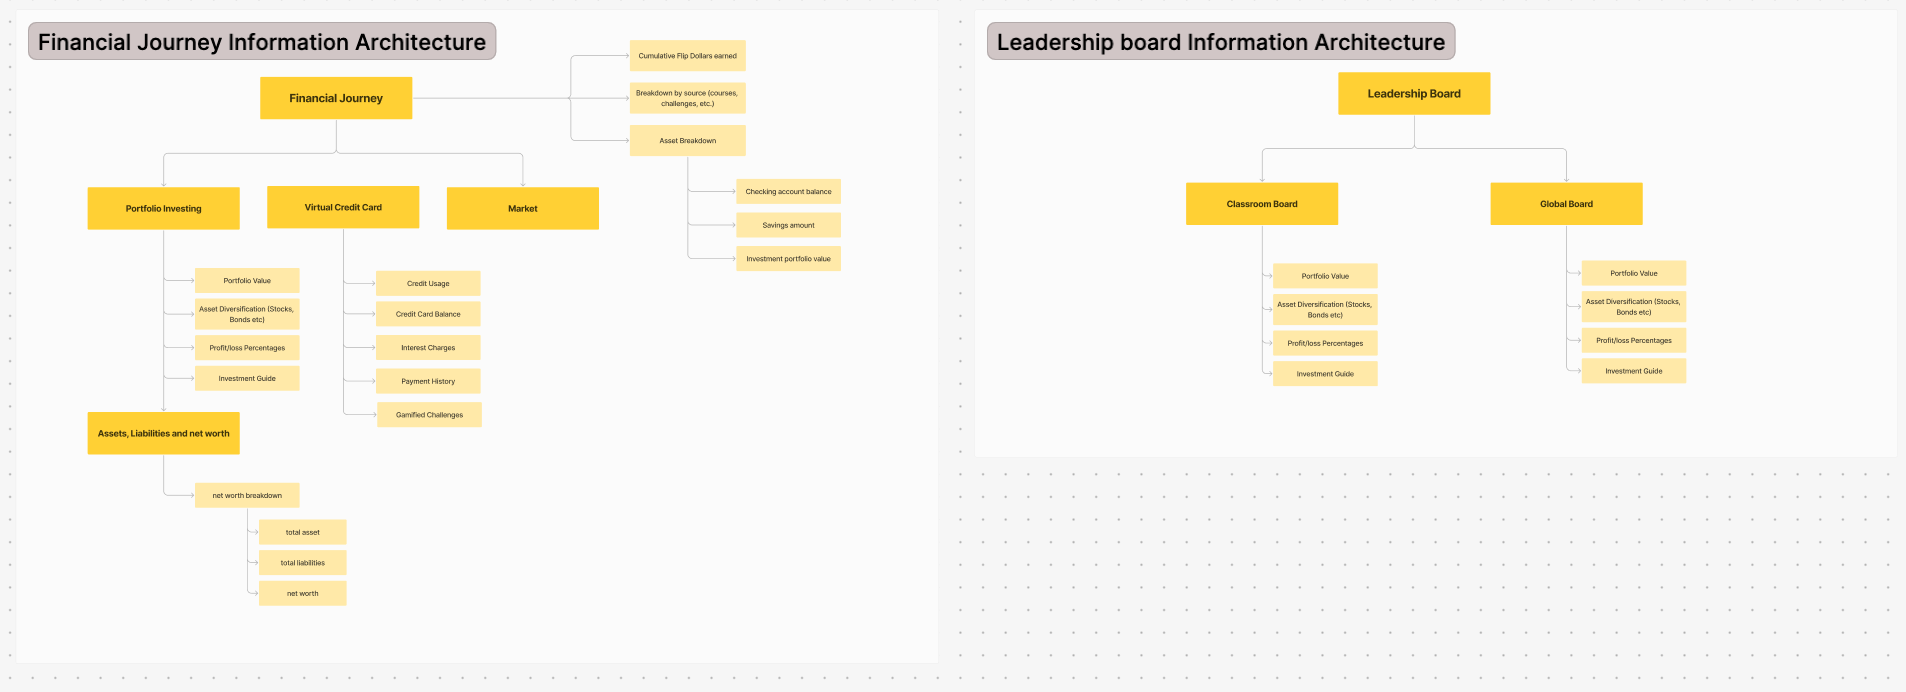 Financial Journey Information Architecture
Financial Journey
Cumulative Flip Dollars earned
Breakdown by source (courses,
challenges, etc.)
Asset Breakdown
Checking account balance
Savings amount
Investment portfolio value
Portfolio Investing
Virtual Credit Card
Market
Portfolio Value
Asset Diversification (Stocks,
Bonds etc)
Profit/loss Percentages
Investment Guide
Credit Usage
Credit Card Balance
Interest Charges
Payment History
Gamified Challenges
Assets, Liabilities and net worth
net worth breakdown
total asset
total liabilities
net worth
Leadership board Information Architecture
Leadership Board
Classroom Board
Global Board
Portfolio Value
Asset Diversification (Stocks,
Bonds etc)
Profit/loss Percentages
Investment Guide
Portfolio Value
Asset Diversification (Stocks,
Bonds etc)
Profit/loss Percentages
Investment Guide